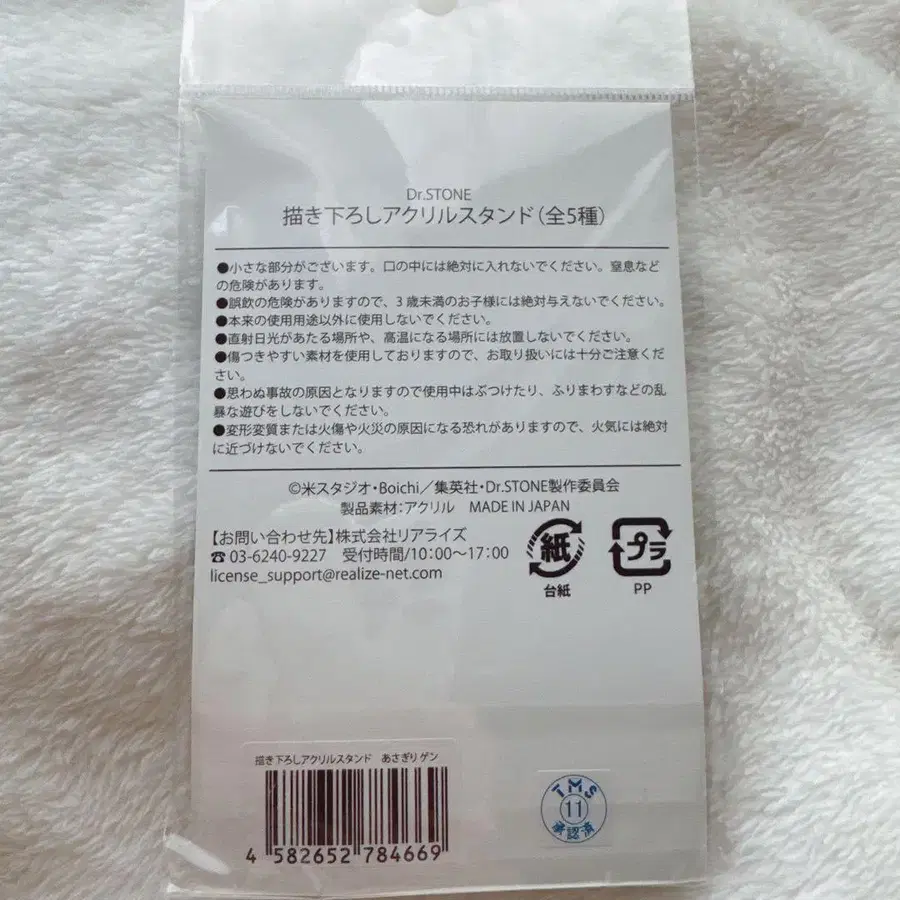 Dr.STONE
描き下ろしアクリルスタンド（全5種）
●小さな部分がございます。口の中には絶対に入れないでください。窒息など
の危険があります。
●誤飲の危険がありますので、3歳未満のお子様には絶対与えないでください。
●本来の使用用途以外に使用しないでください。
●直射日光があたる場所や、高温になる場所には放置しないでください。
●傷つきやすい素材を使用しておりますので、お取り扱いには十分ご注意くだ
さい。
●思わぬ事故の原因となりますので使用中はぶつけたり、ふりまわすなどの乱
暴な遊びをしないでください。
●変形変質または火傷や火災の原因になる恐れがありますので、火気には絶対
に近づけないでください。
©米スタジオ・Boichi／集英社・Dr.STONE製作委員会
製品素材：アクリル　MADE IN JAPAN
【お問い合わせ先】株式会社リアライズ
☎03-6240-9227　受付時間/10:00～17:00
license_support@realize-net.com
紙
台紙
プラ
PP
描き下ろしアクリルスタンド　あさぎりゲン
4 582652 784669
TMS
11
承認済